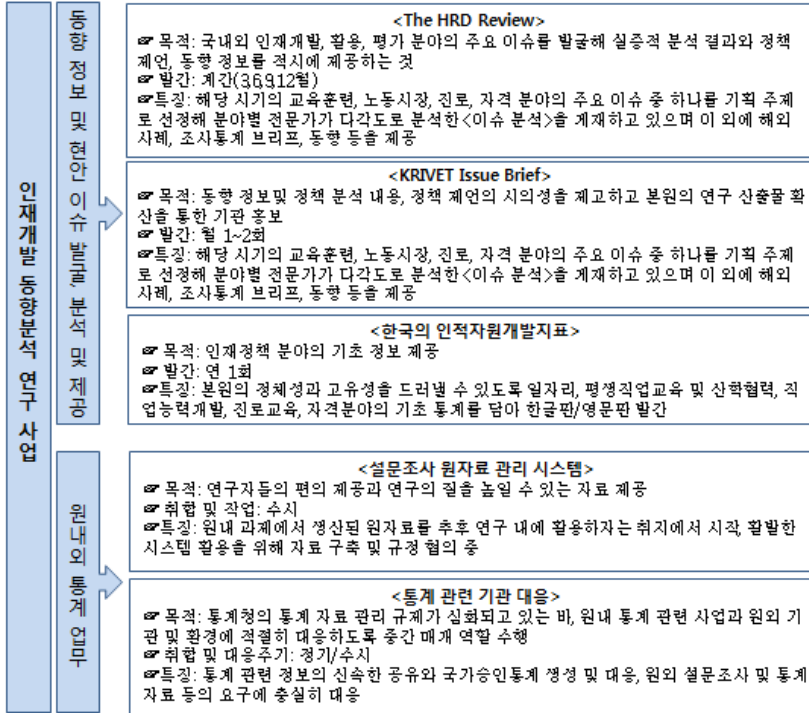 인재개발 동향분석 연구 사업
동향 정보 및 현안 이슈 발굴, 분석 및 제공
<The HRD Review>
☞ 목적: 국내외 인재개발, 활용, 평가 분야의 주요 이슈를 발굴해 실증적 분석 결과와 정책
제언, 동향 정보를 적시에 제공하는 것
☞ 발간: 계간(3,6,9,12월)
☞특징: 해당 시기의 교육훈련, 노동시장, 진로, 자격 분야의 주요 이슈 중 하나를 기획 주제
로 선정해 분야별 전문가가 다각도로 분석한<이슈 분석>을 게재하고 있으며 이 외에 해외
사례, 조사통계 브리프, 동향 등을 제공
<KRIVET Issue Brief>
☞ 목적: 동향 정보및 정책 분석 내용, 정책 제언의 시의성을 제고하고 본원의 연구 산출물 확
산을 통한 기관 홍보
☞ 발간: 월 1~2회
☞특징: 해당 시기의 교육훈련, 노동시장, 진로, 자격 분야의 주요 이슈 중 하나를 기획 주제
로 선정해 분야별 전문가가 다각도로 분석한<이슈 분석>을 게재하고 있으며 이 외에 해외
사례, 조사통계 브리프, 동향 등을 제공
<한국의 인적자원개발지표>
☞ 목적: 인재정책 분야의 기초 정보 제공
☞ 발간: 연 1회
☞특징: 본원의 정체성과 고유성을 드러낼 수 있도록 일자리, 평생직업교육 및 산학협력, 직
업능력개발, 진로교육, 자격분야의 기초 통계를 담아 한글판/영문판 발간
원내외 통계 업무
<설문조사 원자료 관리 시스템>
☞ 목적: 연구자들의 편의 제공과 연구의 질을 높일 수 있는 자료 제공
☞ 취합 및 작업: 수시
☞특징: 원내 과제에서 생산된 원자료를 추후 연구 내에 활용하자는 취지에서 시작, 활발한
시스템 활용을 위해 자료 구축 및 규정 협의 중
<통계 관련 기관 대응>
☞ 목적: 통계청의 통계 자료 관리 규제가 심화되고 있는 바, 원내 통계 관련 사업과 원외 기
관 및 환경에 적절히 대응하도록 중간 매개 역할 수행
☞ 취합 및 대응주기: 정기/수시
☞특징: 통계 관련 정보의 신속한 공유와 국가승인통계 생성 및 대응, 원외 설문조사 및 통계
자료 등의 요구에 충실히 대응